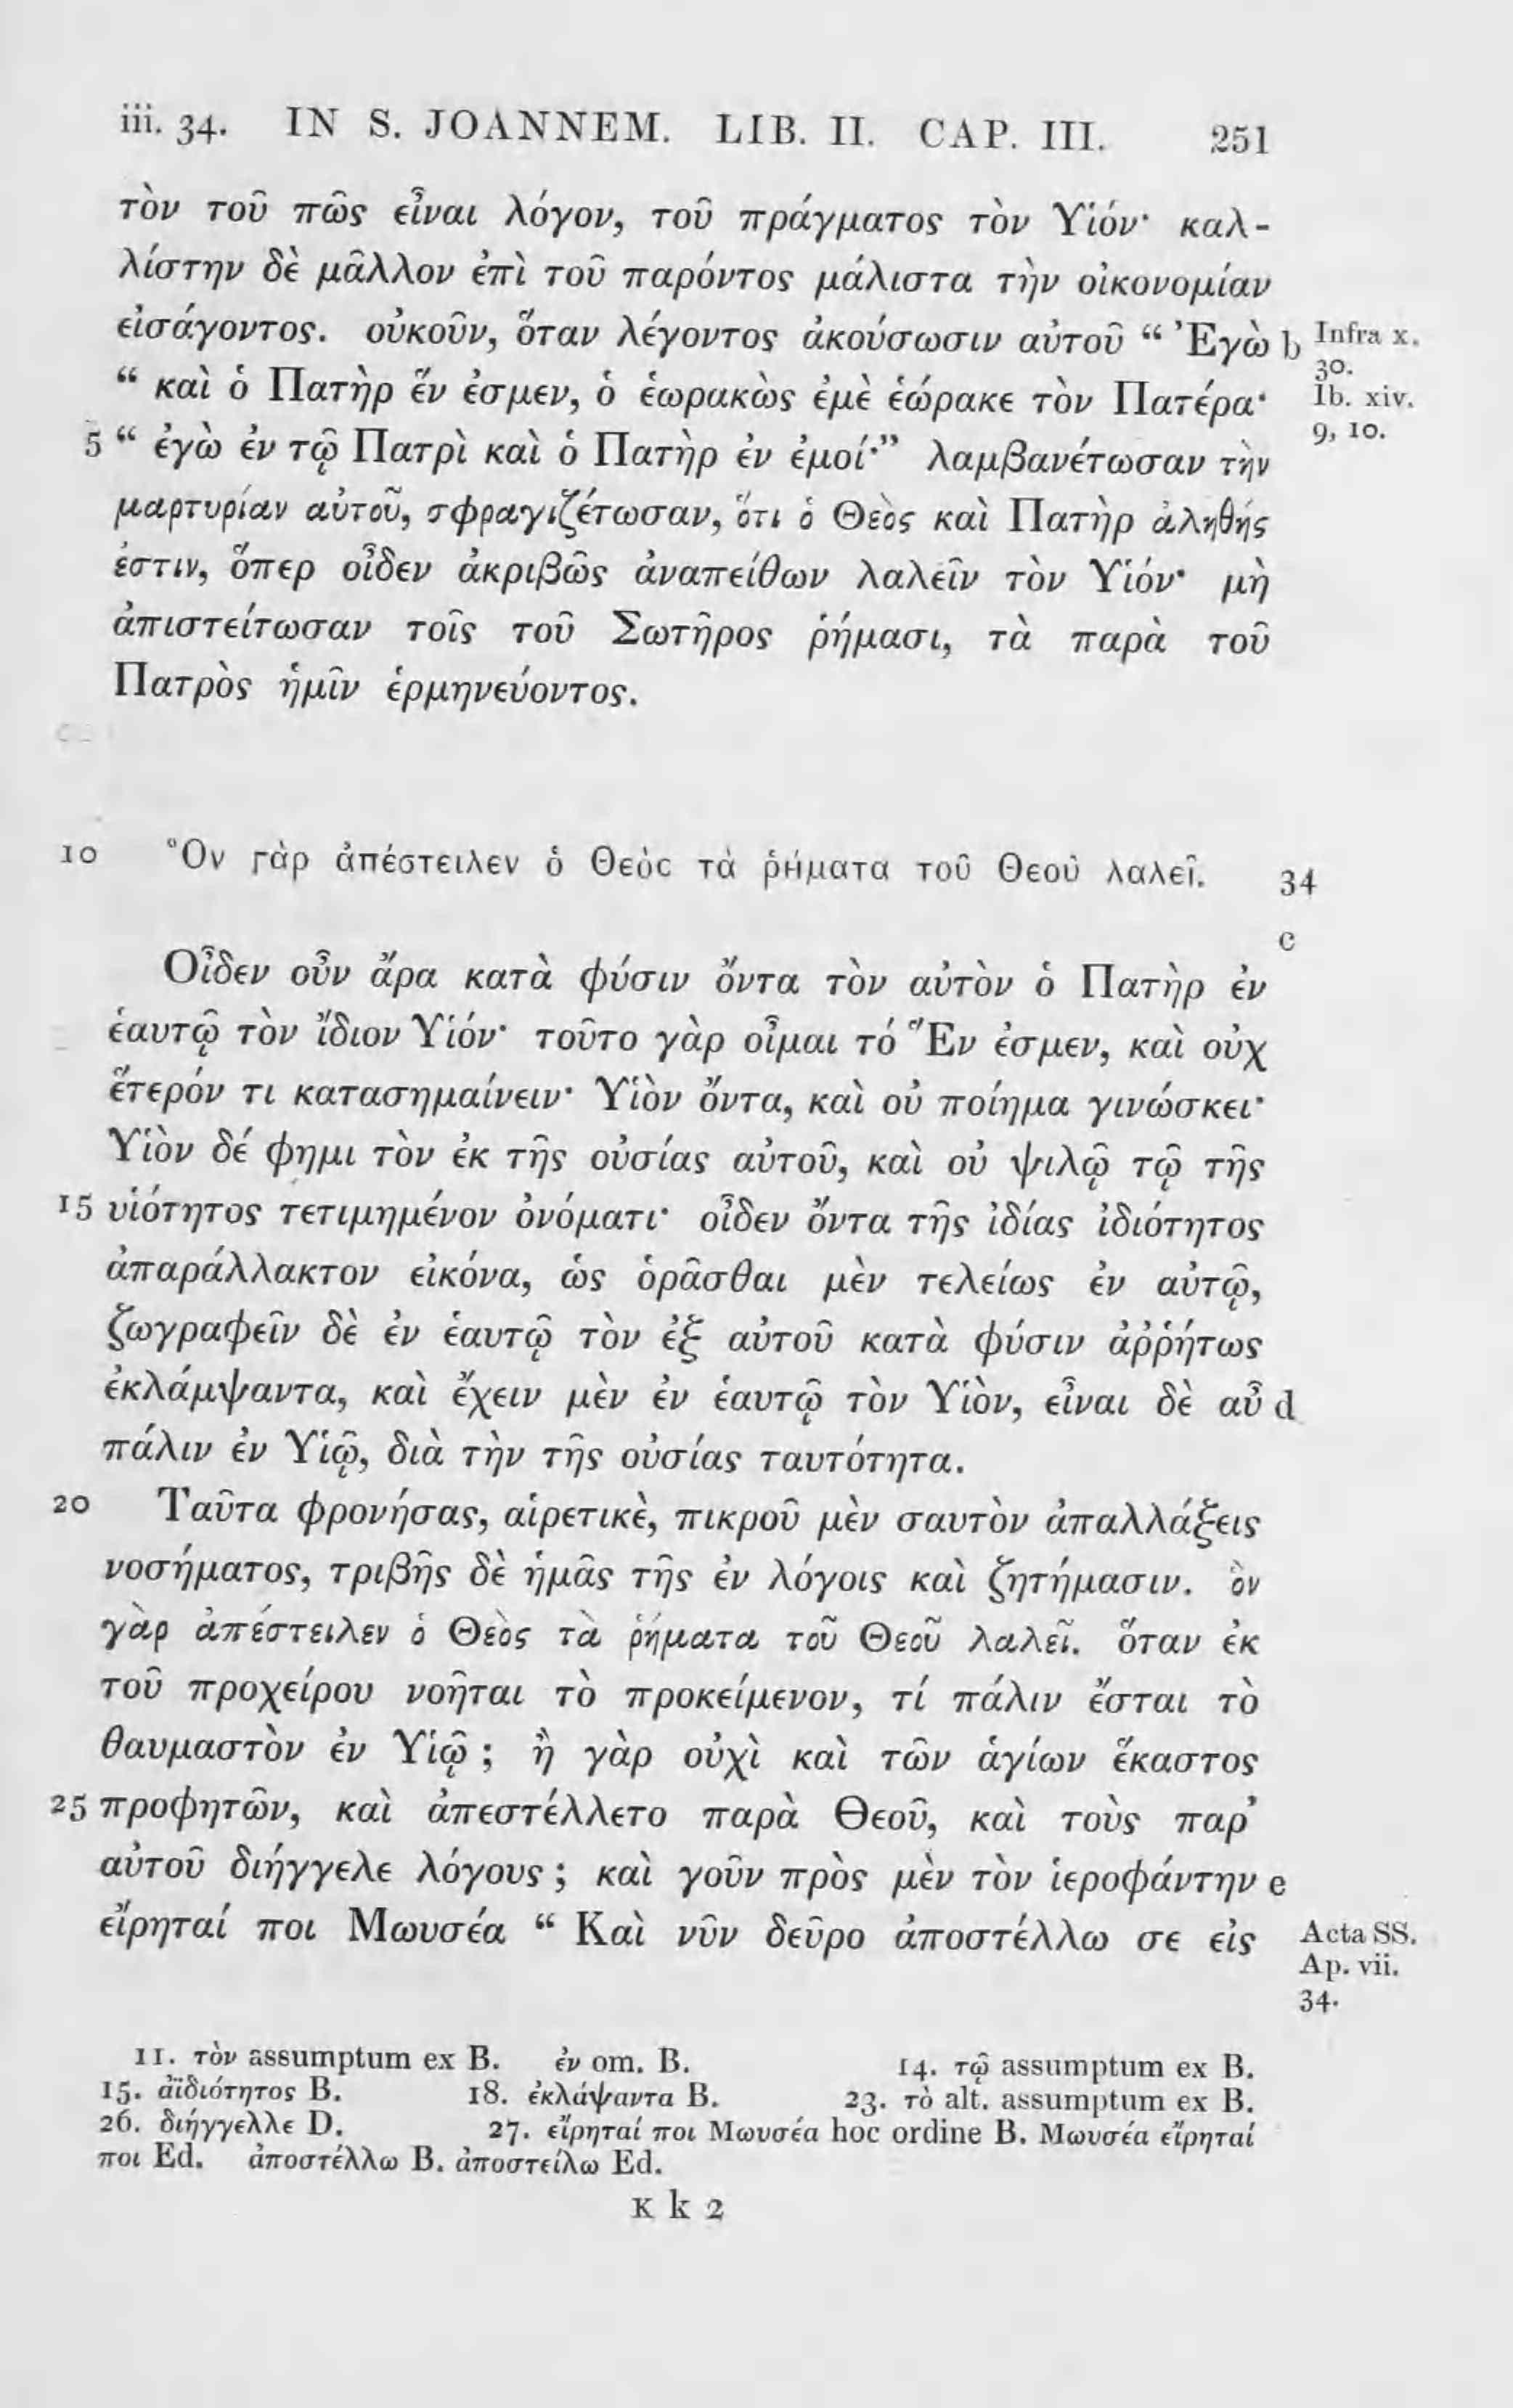 iii. 34. IN S. JOANNEM. LIB. II. CAP. III. 251
τὸν τοῦ πῶς εἶναι λόγον, τοῦ πράγματος τὸν Υἱόν· καλ-
λίστην δὲ μᾶλλον ἐπὶ τοῦ παρόντος μάλιστα τὴν οἰκονομίαν
εἰσάγοντος. οὐκοῦν, ὅταν λέγοντος ἀκούσωσιν αὐτοῦ “ Ἐγὼ b Infra x.
30.
“ καὶ ὁ Πατὴρ ἕν ἐσμεν, ὁ ἑωρακὼς ἐμὲ ἑώρακε τὸν Πατέρα· Ib. xiv.
9, 10.
5 “ ἐγὼ ἐν τῷ Πατρὶ καὶ ὁ Πατὴρ ἐν ἐμοί·” λαμβανέτωσαν τὴν
μαρτυρίαν αὐτοῦ, σφραγιζέτωσαν, ὅτι ὁ Θεὸς καὶ Πατὴρ ἀληθής
ἐστιν, ὅπερ οἶδεν ἀκριβῶς ἀναπείθων λαλεῖν τὸν Υἱόν· μὴ
ἀπιστείτωσαν τοῖς τοῦ Σωτῆρος ῥήμασι, τὰ παρὰ τοῦ
Πατρὸς ἡμῖν ἑρμηνεύοντος.
10 Ὃν γὰρ ἀπέστειλεν ὁ Θεὸς τὰ ῥήματα τοῦ Θεοῦ λαλεῖ. 34
c
Οἶδεν οὖν ἄρα κατὰ φύσιν ὄντα τὸν αὐτὸν ὁ Πατὴρ ἐν
ἑαυτῷ τὸν ἴδιον Υἱόν· τοῦτο γὰρ οἶμαι τό Ἕν ἐσμεν, καὶ οὐχ
ἕτερόν τι κατασημαίνειν· Υἱὸν ὄντα, καὶ οὐ ποίημα γινώσκει·
Υἱὸν δέ φημι τὸν ἐκ τῆς οὐσίας αὐτοῦ, καὶ οὐ ψιλῷ τῷ τῆς
15 υἱότητος τετιμημένον ὀνόματι· οἶδεν ὄντα τῆς ἰδίας ἰδιότητος
ἀπαράλλακτον εἰκόνα, ὡς ὁρᾶσθαι μὲν τελείως ἐν αὐτῷ,
ζωγραφεῖν δὲ ἐν ἑαυτῷ τὸν ἐξ αὐτοῦ κατὰ φύσιν ἀῤῥήτως
ἐκλάμψαντα, καὶ ἔχειν μὲν ἐν ἑαυτῷ τὸν Υἱὸν, εἶναι δὲ αὖ d
πάλιν ἐν Υἱῷ, διὰ τὴν τῆς οὐσίας ταυτότητα.
20 Ταῦτα φρονήσας, αἱρετικὲ, πικροῦ μὲν σαυτὸν ἀπαλλάξεις
νοσήματος, τριβῆς δὲ ἡμᾶς τῆς ἐν λόγοις καὶ ζητήμασιν. ὃν
γὰρ ἀπέστειλεν ὁ Θεὸς τὰ ῥήματα τοῦ Θεοῦ λαλεῖ. ὅταν ἐκ
τοῦ προχείρου νοῆται τὸ προκείμενον, τί πάλιν ἔσται τὸ
θαυμαστὸν ἐν Υἱῷ ; ἢ γὰρ οὐχὶ καὶ τῶν ἁγίων ἕκαστος
25 προφητῶν, καὶ ἀπεστέλλετο παρὰ Θεοῦ, καὶ τοὺς παρ’
αὐτοῦ διήγγελε λόγους ; καὶ γοῦν πρὸς μὲν τὸν ἱεροφάντην e
εἴρηταί ποι Μωυσέα “ Καὶ νῦν δεῦρο ἀποστέλλω σε εἰς Acta SS.
Ap. vii.
34.
11. τὸν assumptum ex B. ἐν om. B. 14. τῷ assumptum ex B.
15. ἀϊδιότητος B. 18. ἐκλάψαντα B. 23. τὸ alt. assumptum ex B.
26. διήγγελλε D. 27. εἴρηταί ποι Μωυσέα hoc ordine B. Μωυσέα εἴρηταί
ποι Ed. ἀποστέλλω B. ἀποστείλω Ed.
K k 2